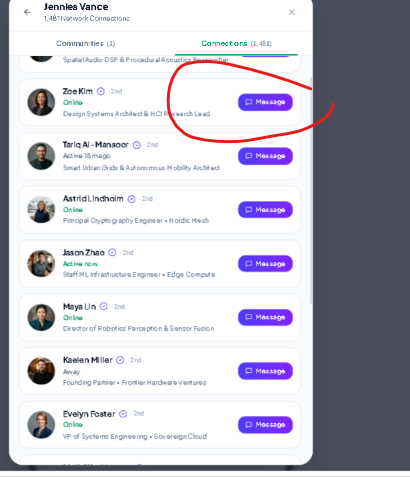 Jennies Vance
1,481 Network Connections
Communities (1)
Connections (1,481)
Spatial Audio DSP & Procedural Acoustics Researcher
Zoe Kim · 2nd
Online
Design Systems Architect & HCI Research Lead
Message
Tariq Al-Mansoor · 2nd
Active 15m ago
Smart Urban Grids & Autonomous Mobility Architect
Message
Astrid Lindholm · 2nd
Online
Principal Cryptography Engineer • Nordic Mesh
Message
Jason Zhao · 2nd
Active now
Staff ML Infrastructure Engineer • Edge Compute
Message
Maya Lin · 2nd
Online
Director of Robotics Perception & Sensor Fusion
Message
Kaelen Miller · 2nd
Away
Founding Partner • Frontier Hardware Ventures
Message
Evelyn Foster · 2nd
Online
VP of Systems Engineering • Sovereign Cloud
Message